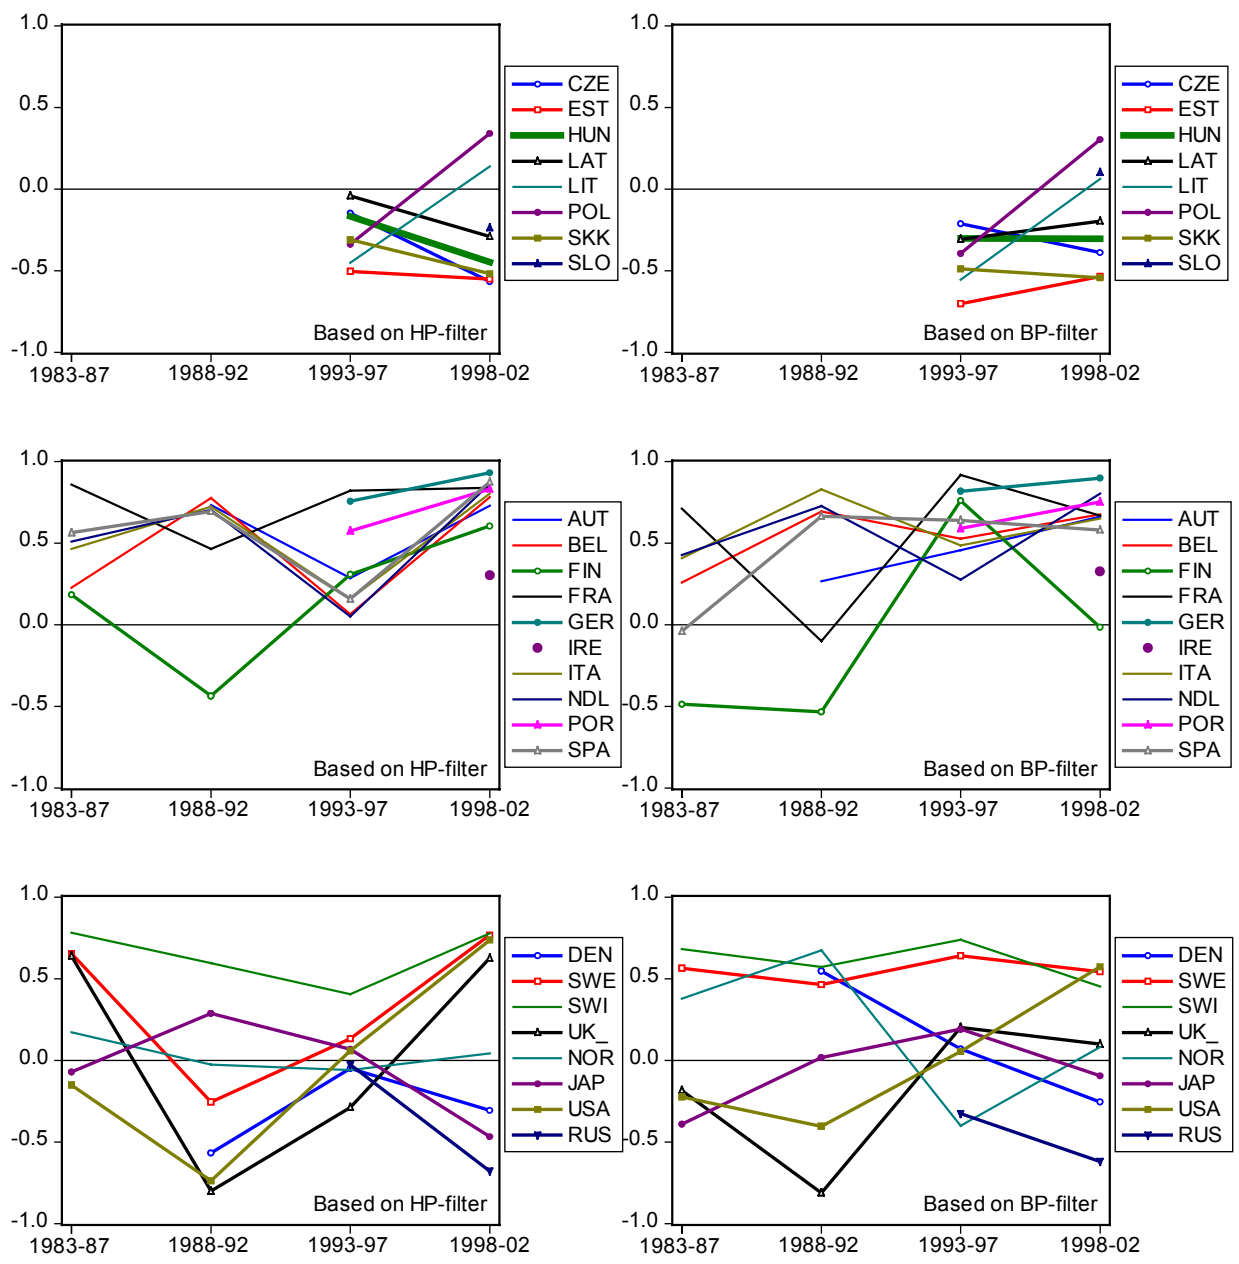 1.0
0.5
0.0
-0.5
-1.0
1983-87 1988-92 1993-97 1998-02
Based on HP-filter
CZE
EST
HUN
LAT
LIT
POL
SKK
SLO
1.0
0.5
0.0
-0.5
-1.0
1983-87 1988-92 1993-97 1998-02
Based on BP-filter
CZE
EST
HUN
LAT
LIT
POL
SKK
SLO
1.0
0.5
0.0
-0.5
-1.0
1983-87 1988-92 1993-97 1998-02
Based on HP-filter
AUT
BEL
FIN
FRA
GER
IRE
ITA
NDL
POR
SPA
1.0
0.5
0.0
-0.5
-1.0
1983-87 1988-92 1993-97 1998-02
Based on BP-filter
AUT
BEL
FIN
FRA
GER
IRE
ITA
NDL
POR
SPA
1.0
0.5
0.0
-0.5
-1.0
1983-87 1988-92 1993-97 1998-02
Based on HP-filter
DEN
SWE
SWI
UK_
NOR
JAP
USA
RUS
1.0
0.5
0.0
-0.5
-1.0
1983-87 1988-92 1993-97 1998-02
Based on BP-filter
DEN
SWE
SWI
UK_
NOR
JAP
USA
RUS